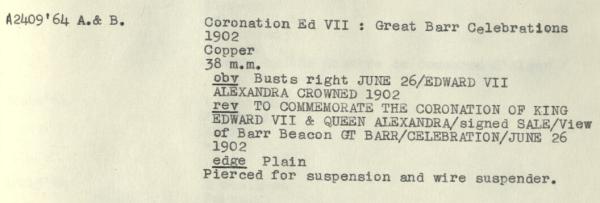 A2409'64 A.& B. Coronation Ed VII : Great Barr Celebrations
1902
Copper
38 m.m.
obv Busts right JUNE 26/EDWARD VII
ALEXANDRA CROWNED 1902
rev TO COMMEMORATE THE CORONATION OF KING
EDWARD VII & QUEEN ALEXANDRA/signed SALE/View
of Barr Beacon GT BARR/CELEBRATION/JUNE 26
1902
edge Plain
Pierced for suspension and wire suspender.